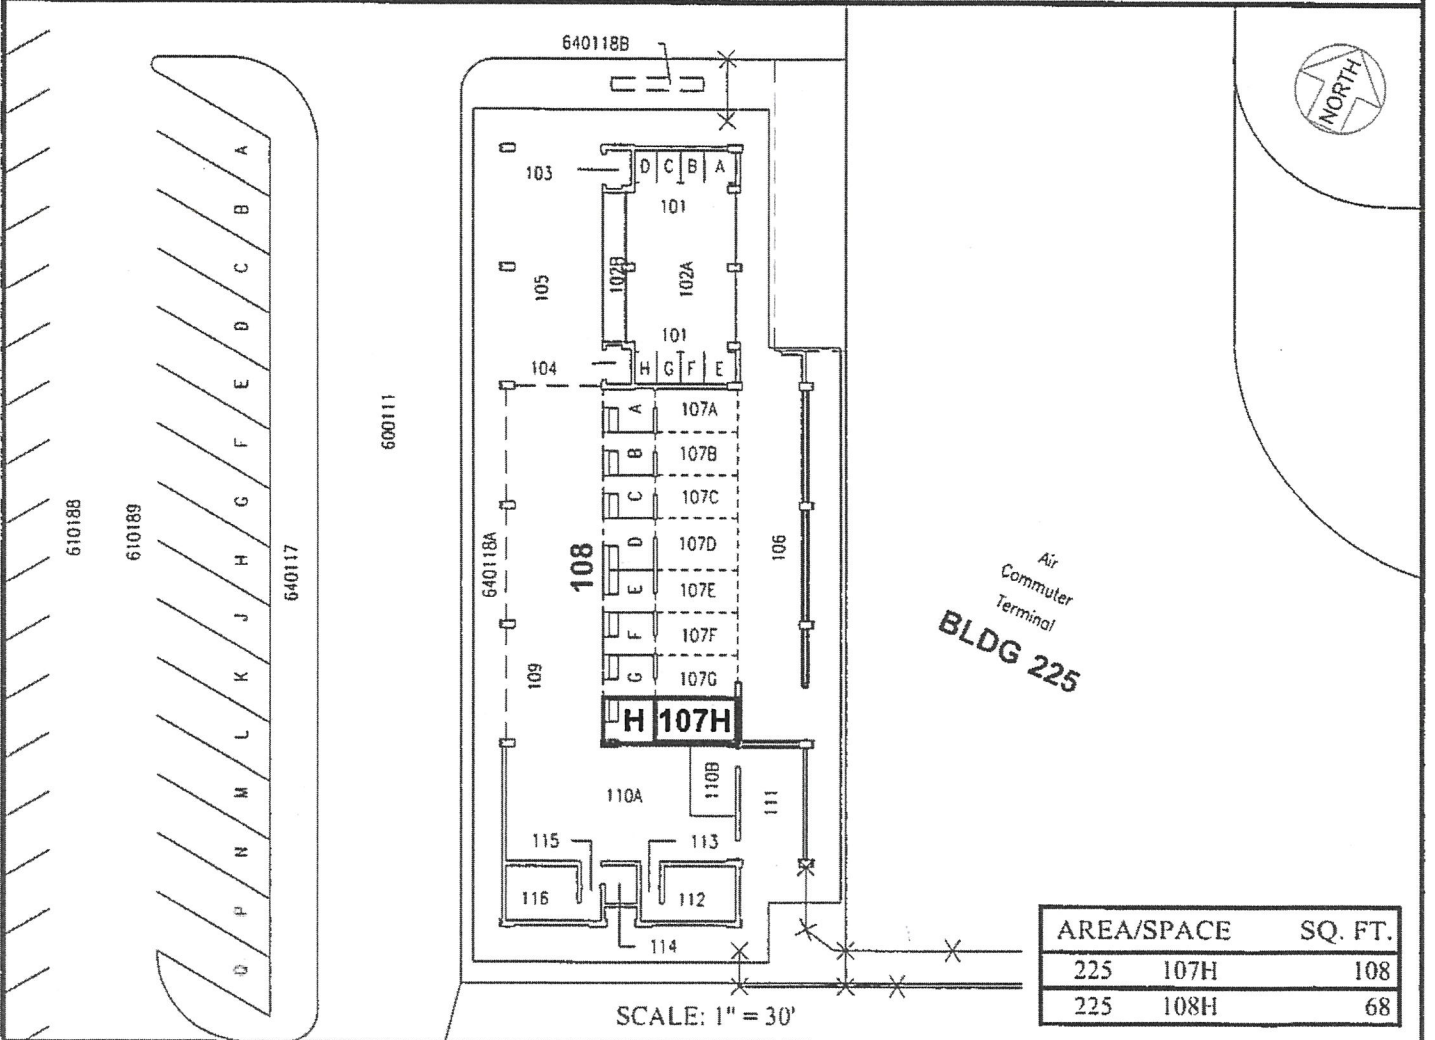 640118B
NORTH
A
B
C
D
E
F
G
H
J
K
L
M
N
P
Q
610188
610189
640117
600111
640118A
103
D C B A
101
105
102B
102A
101
104
H G F E
A 107A
B 107B
C 107C
D 107D
108
E 107E
F 107F
G 107G
H 107H
106
109
110A
110B
111
115
113
116
112
114
Air
Commuter
Terminal
BLDG 225
SCALE: 1" = 30'
AREA/SPACE SQ. FT.
225 107H 108
225 108H 68